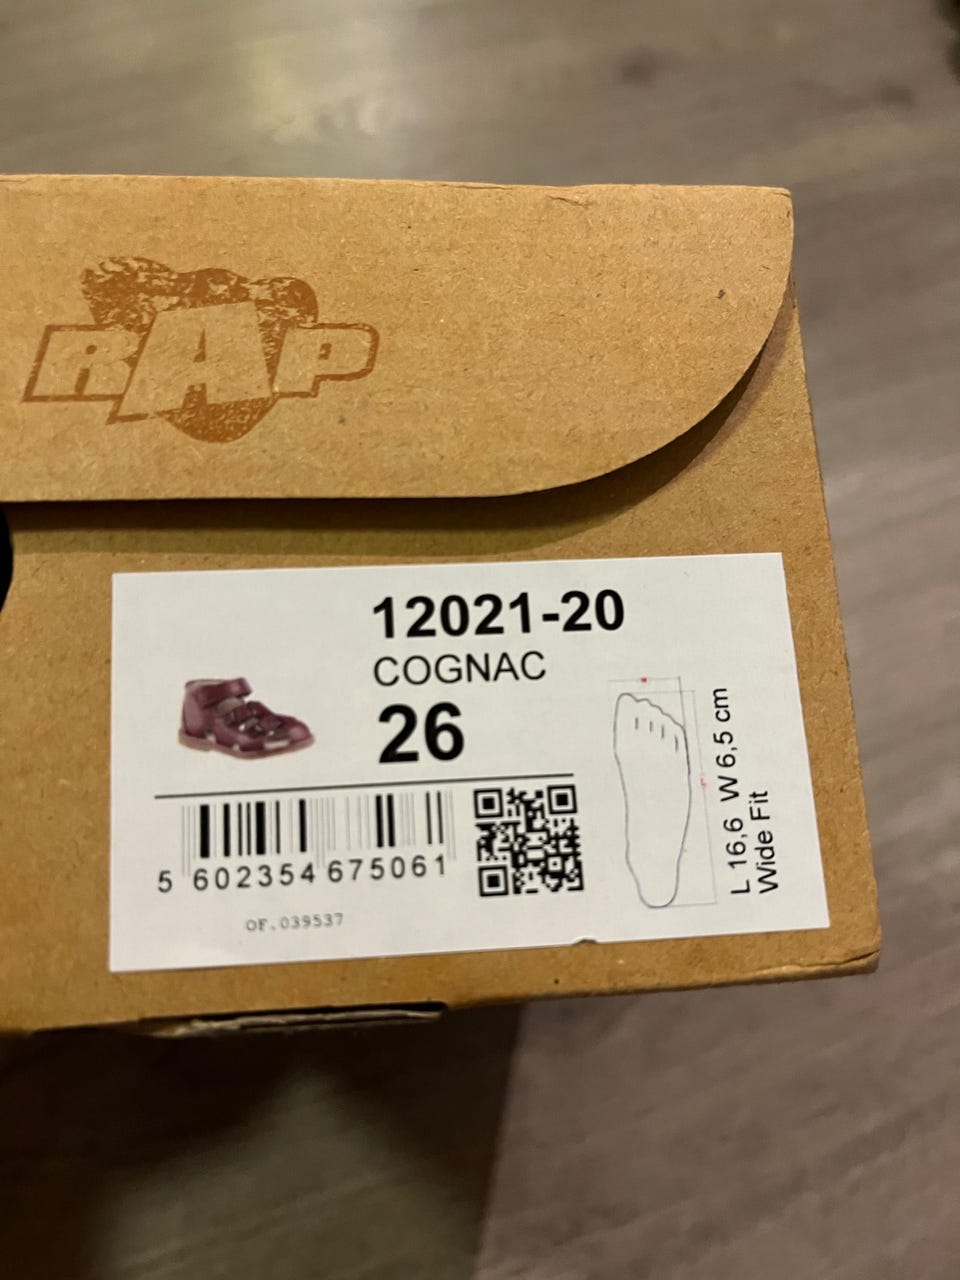 RAP
12021-20
COGNAC
26
5 602354 675061
OF.039537
L 16,6 W 6,5 cm
Wide Fit